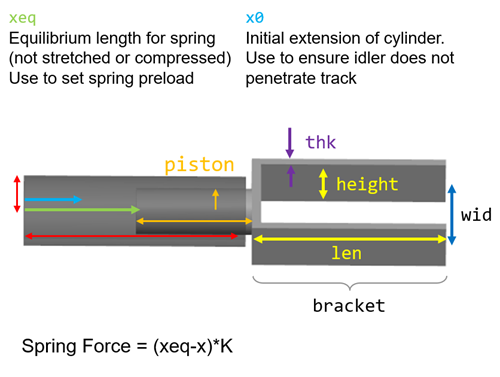 xeq
Equilibrium length for spring
(not stretched or compressed)
Use to set spring preload
x0
Initial extension of cylinder.
Use to ensure idler does not
penetrate track
thk
piston
height
wid
len
bracket
Spring Force = (xeq-x)*K